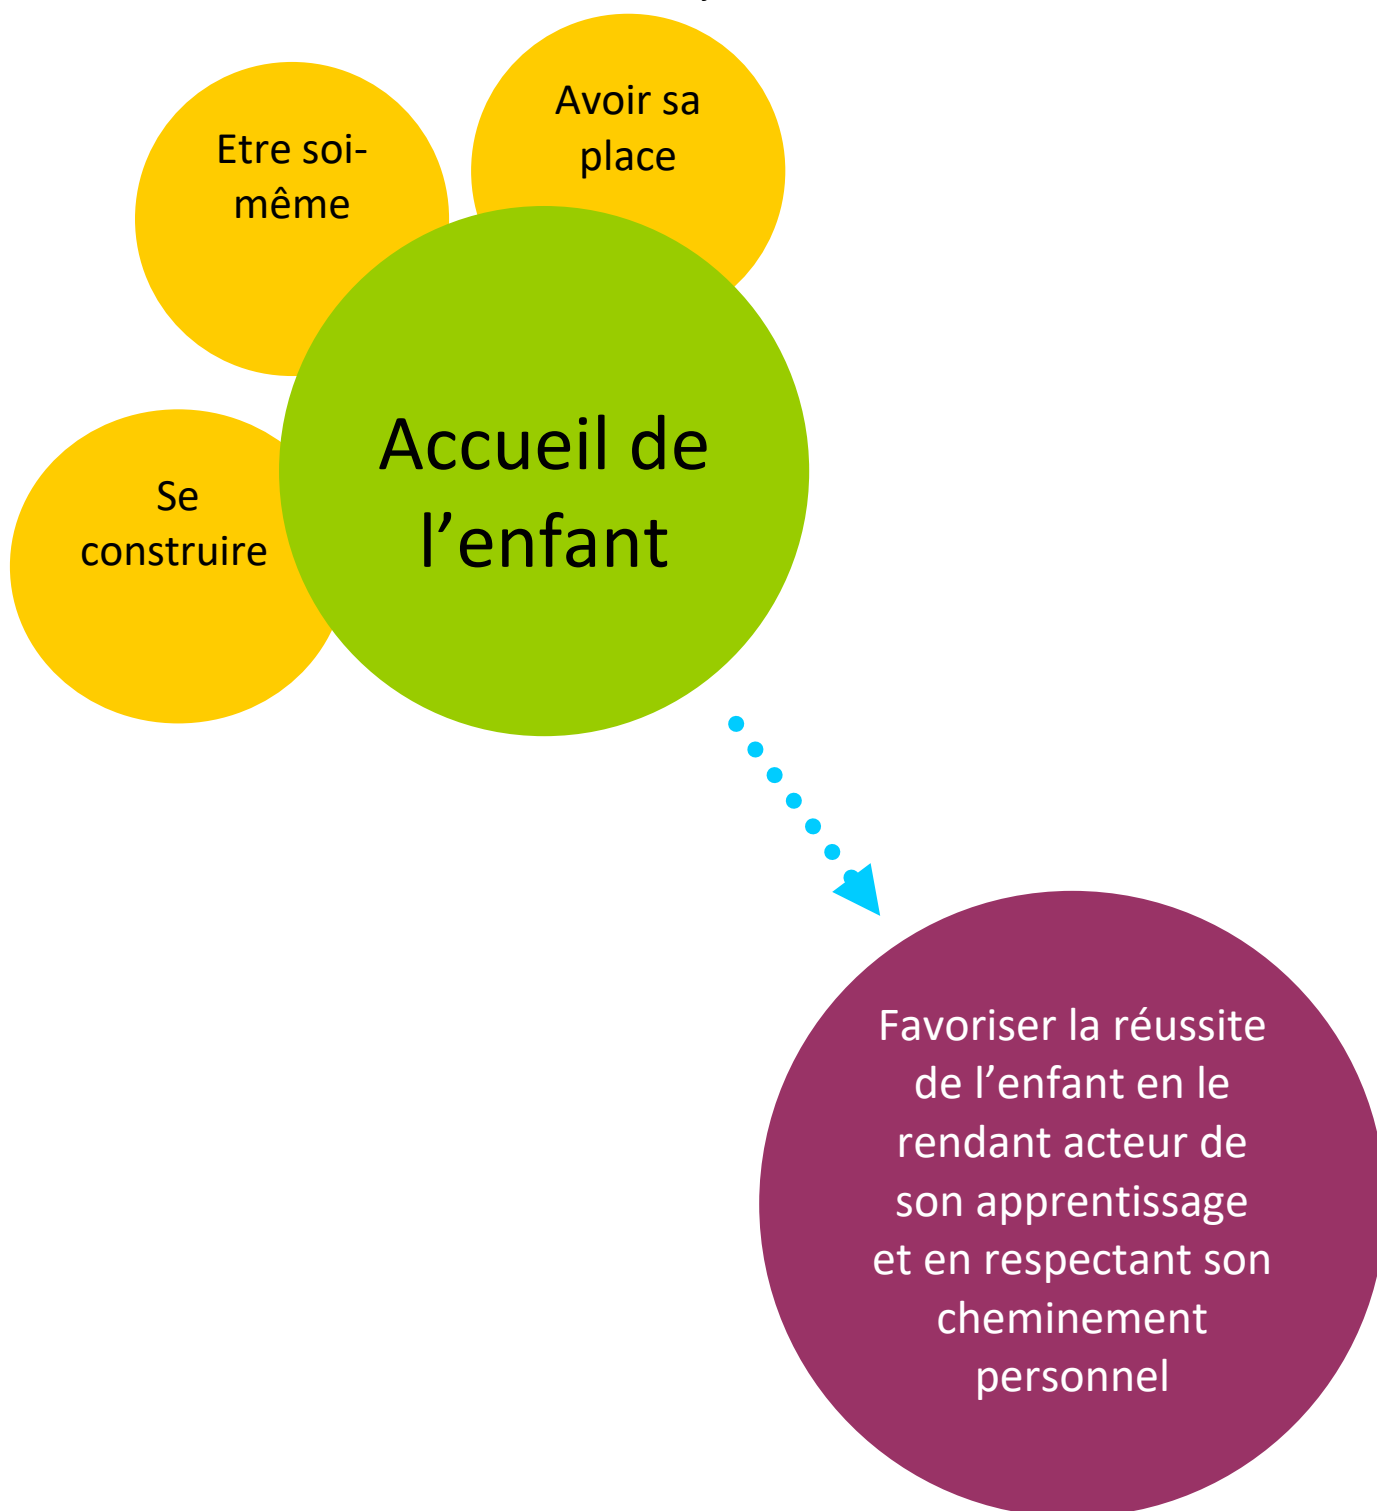 Avoir sa
place
Etre soi-
même
Accueil de
l’enfant
Se
construire
Favoriser la réussite
de l’enfant en le
rendant acteur de
son apprentissage
et en respectant son
cheminement
personnel